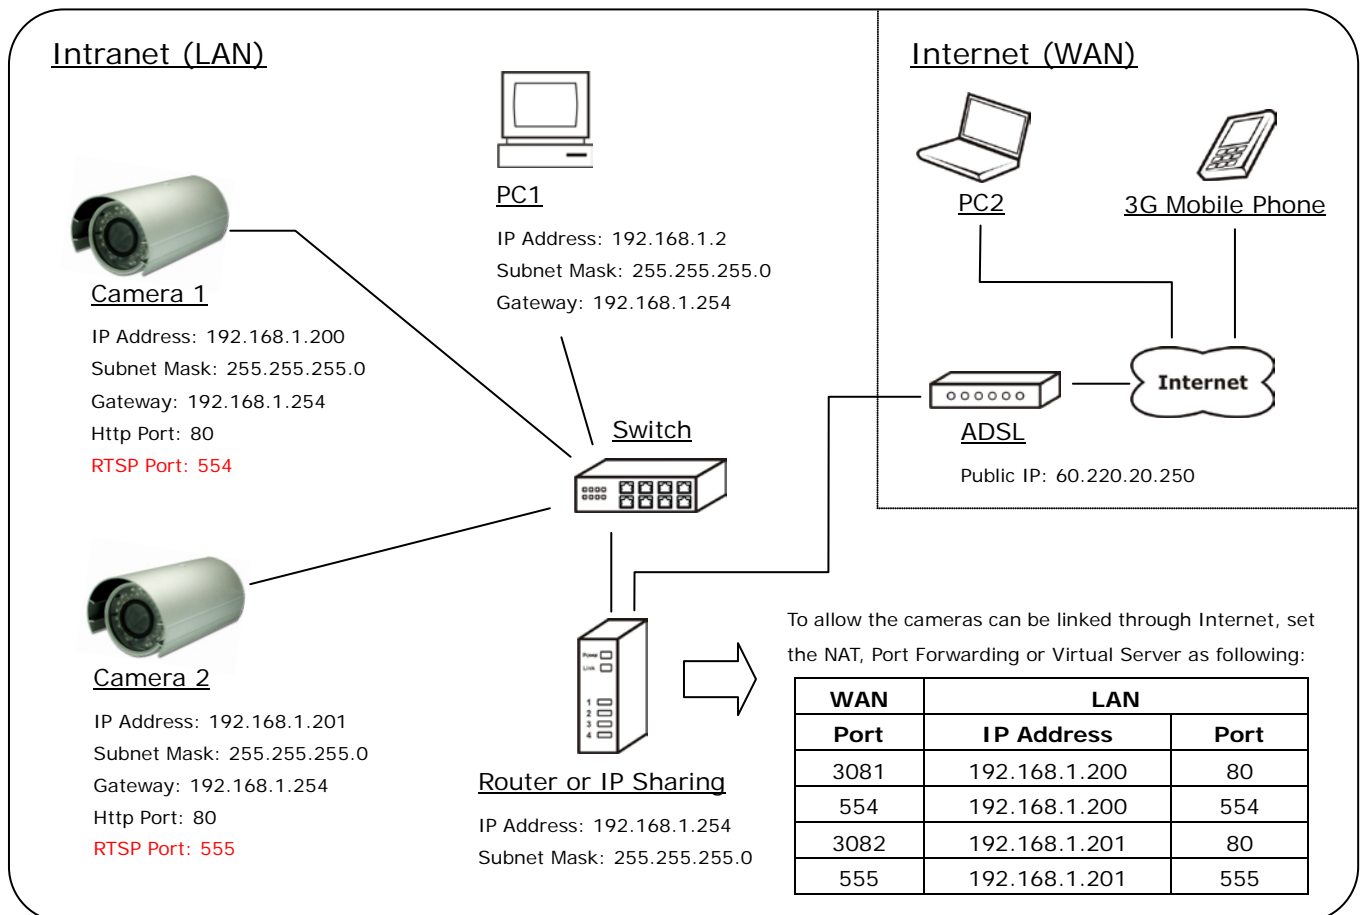 Intranet (LAN)
Internet (WAN)
PC1
IP Address: 192.168.1.2
Subnet Mask: 255.255.255.0
Gateway: 192.168.1.254
PC2
3G Mobile Phone
Camera 1
IP Address: 192.168.1.200
Subnet Mask: 255.255.255.0
Gateway: 192.168.1.254
Http Port: 80
RTSP Port: 554
Switch
Internet
ADSL
Public IP: 60.220.20.250
Camera 2
IP Address: 192.168.1.201
Subnet Mask: 255.255.255.0
Gateway: 192.168.1.254
Http Port: 80
RTSP Port: 555
Power
Link
1
2
3
4
Router or IP Sharing
IP Address: 192.168.1.254
Subnet Mask: 255.255.255.0
To allow the cameras can be linked through Internet, set
the NAT, Port Forwarding or Virtual Server as following:
WAN LAN
Port IP Address Port
3081 192.168.1.200 80
554 192.168.1.200 554
3082 192.168.1.201 80
555 192.168.1.201 555